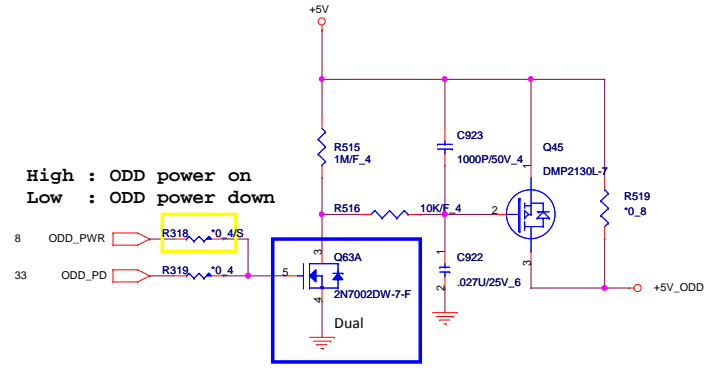 +5V
R515
1M/F_4
C923
1000P/50V_4
Q45
DMP2130L-7
1
2
3
R519
*0_8
High : ODD power on
Low : ODD power down
R516
10K/F_4
8
ODD_PWR
R318
*0_4/S
33
ODD_PD
R319
*0_4
Q63A
2N7002DW-7-F
3
5
4
Dual
C922
.027U/25V_6
1
2
+5V_ODD